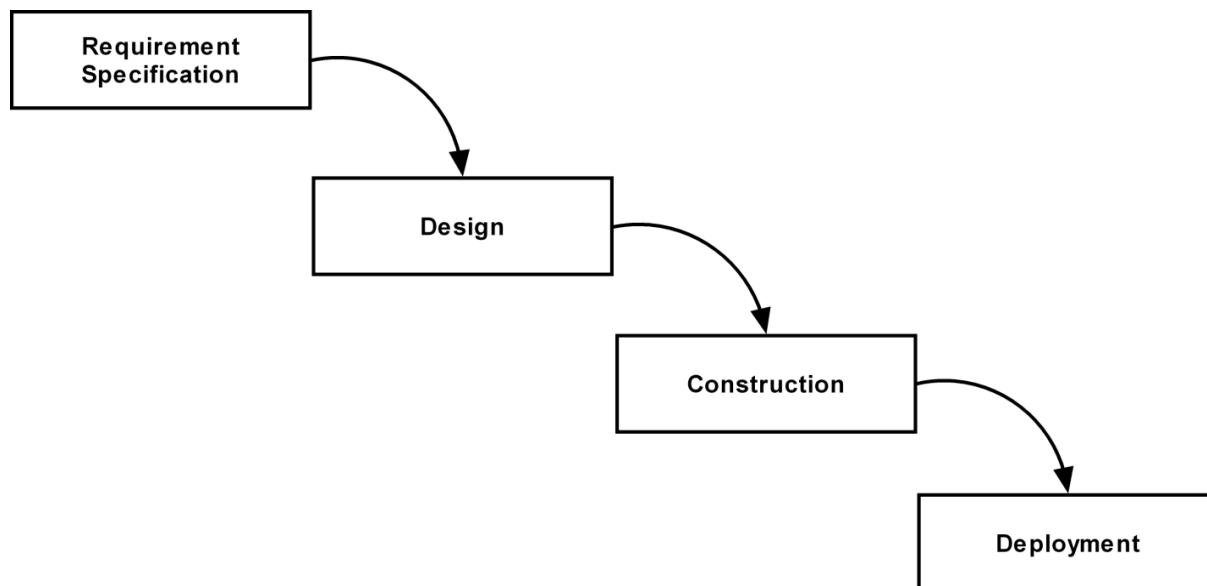 Requirement
Specification
Design
Construction
Deployment